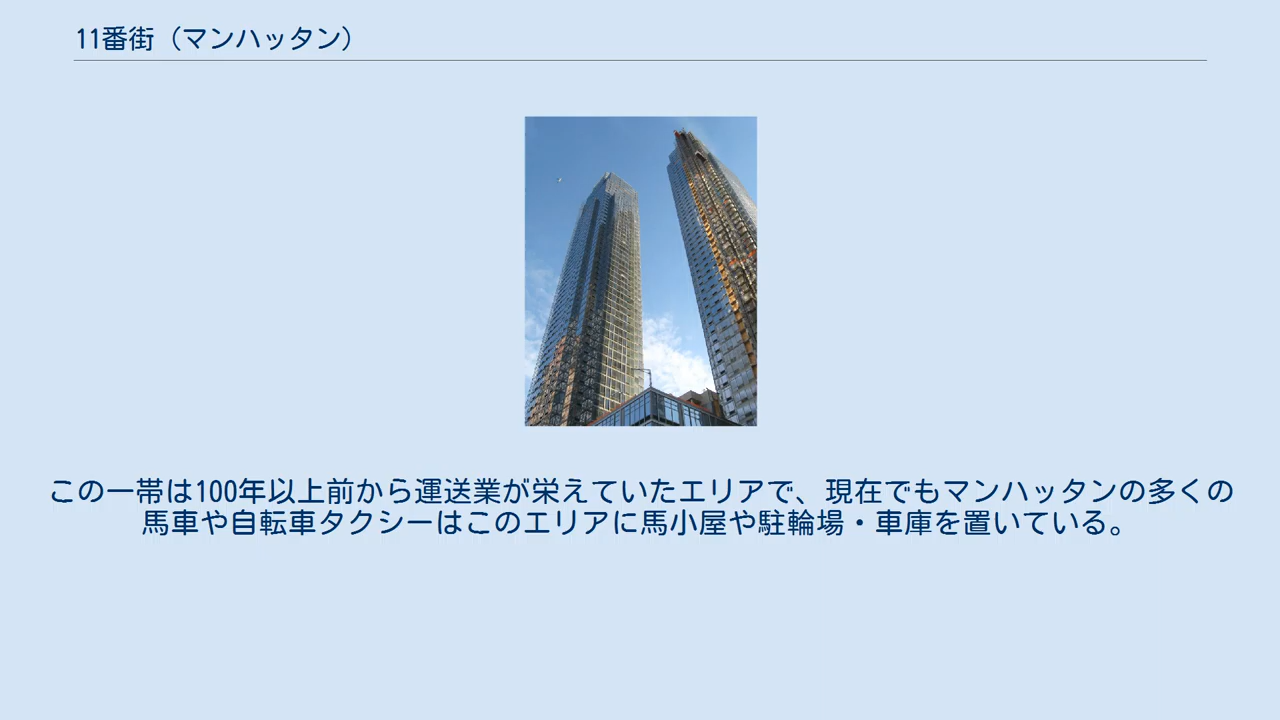 11番街（マンハッタン）
この一帯は100年以上前から運送業が栄えていたエリアで、現在でもマンハッタンの多くの
馬車や自転車タクシーはこのエリアに馬小屋や駐輪場・車庫を置いている。